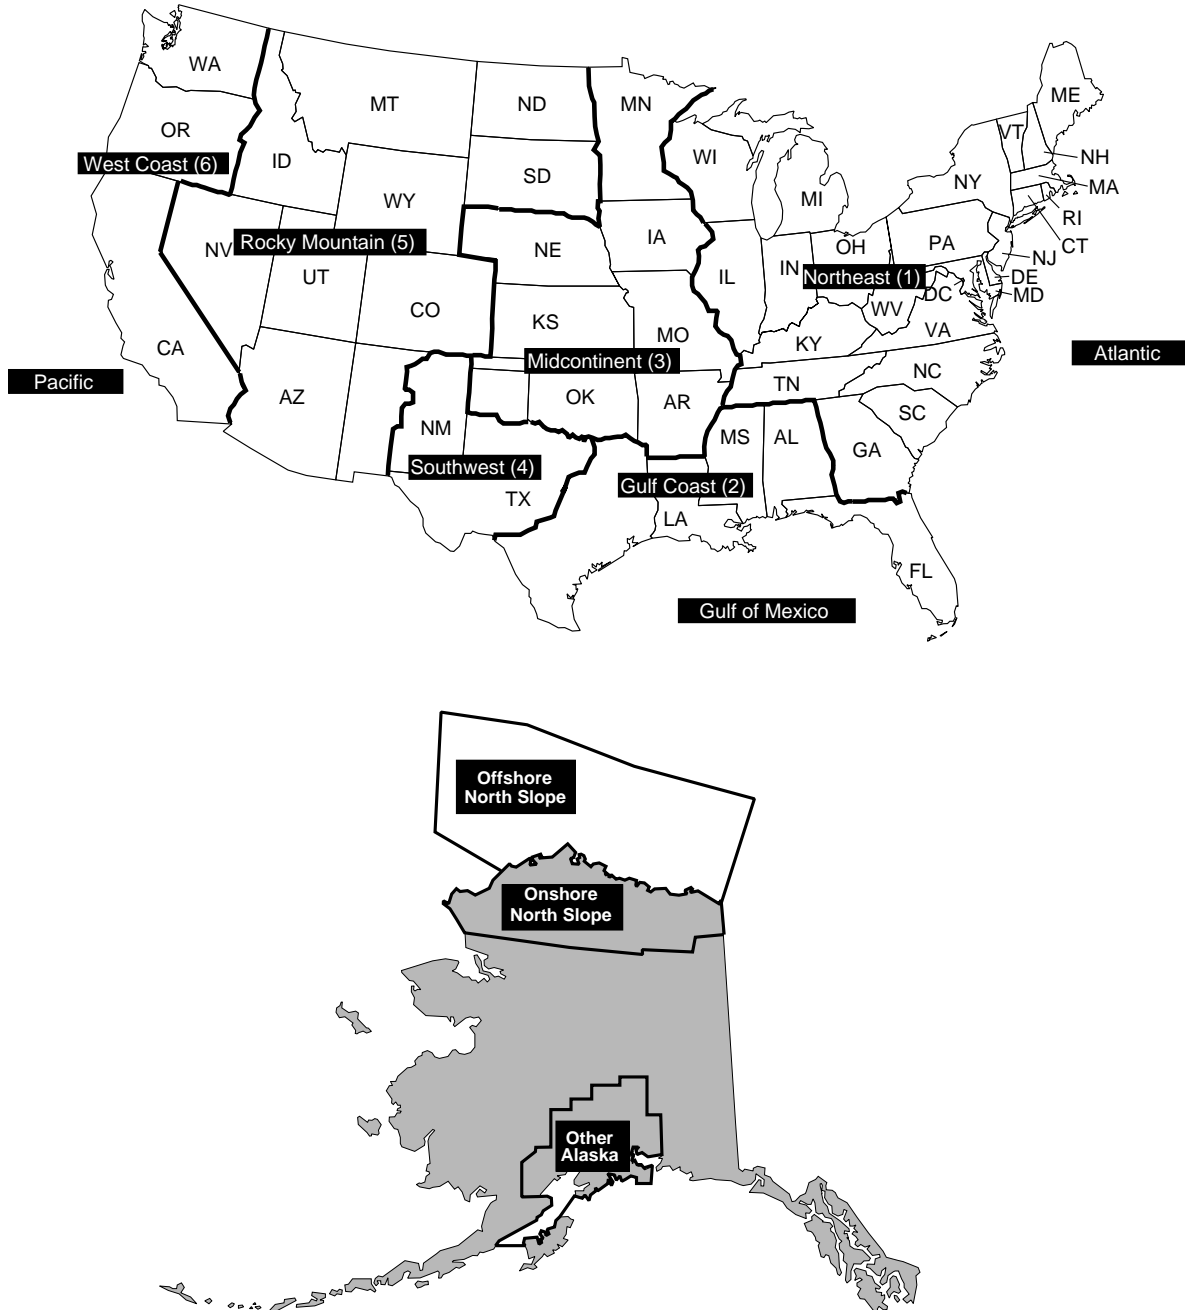 WA
MT
ND
MN
ME
OR
VT
West Coast (6)
ID
SD
WI
NH
MI
NY
MA
WY
RI
NV
Rocky Mountain (5)
NE
IA
OH
PA
CT
UT
IL
IN
Northeast (1)
NJ
DE
DC
MD
CO
KS
MO
WV
VA
CA
KY
Midcontinent (3)
Atlantic
Pacific
AZ
OK
AR
TN
NC
SC
NM
MS
AL
GA
Southwest (4)
Gulf Coast (2)
TX
LA
FL
Gulf of Mexico
Offshore
North Slope
Onshore
North Slope
Other
Alaska